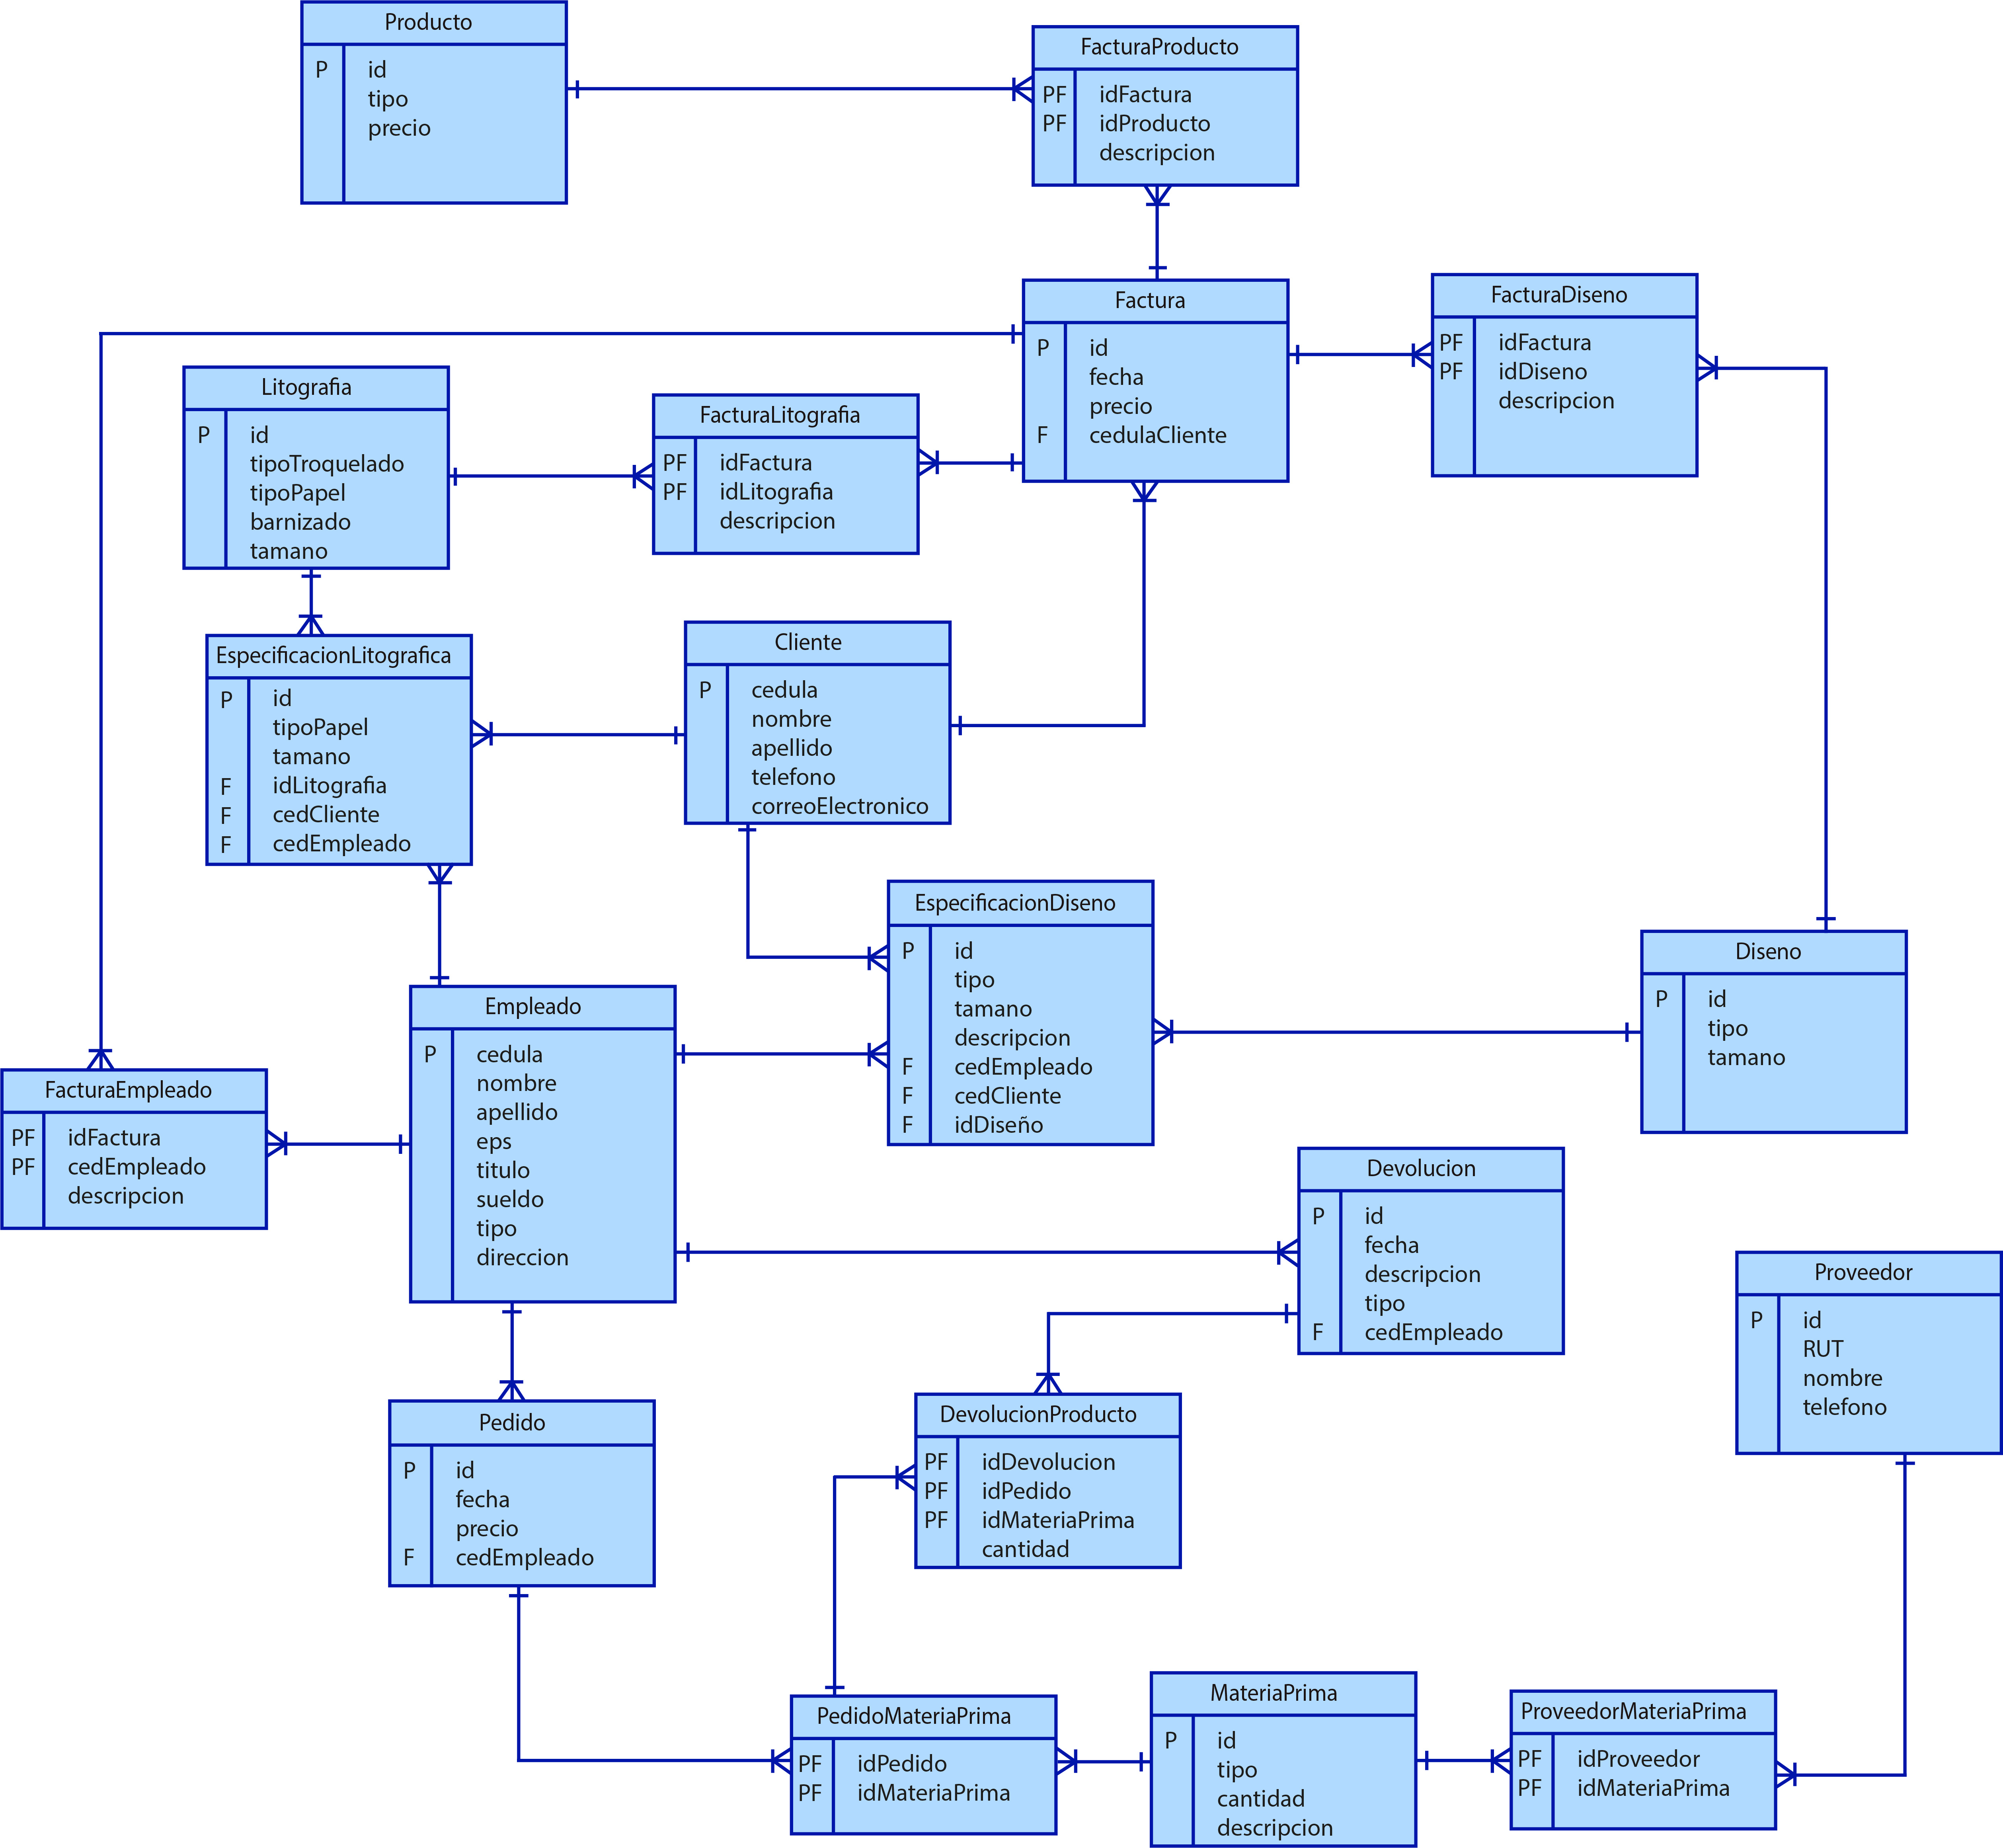 Producto
P id
tipo
precio
FacturaProducto
PF idFactura
PF idProducto
descripcion
Factura
P id
fecha
precio
F cedulaCliente
FacturaDiseno
PF idFactura
PF idDiseno
descripcion
Litografia
P id
tipoTroquelado
tipoPapel
barnizado
tamano
FacturaLitografia
PF idFactura
PF idLitografia
descripcion
EspecificacionLitografica
P id
tipoPapel
tamano
F idLitografia
F cedCliente
F cedEmpleado
Cliente
P cedula
nombre
apellido
telefono
correoElectronico
EspecificacionDiseno
P id
tipo
tamano
descripcion
F cedEmpleado
F cedCliente
F idDiseño
Diseno
P id
tipo
tamano
Empleado
P cedula
nombre
apellido
eps
titulo
sueldo
tipo
direccion
FacturaEmpleado
PF idFactura
PF cedEmpleado
descripcion
Devolucion
P id
fecha
descripcion
tipo
F cedEmpleado
Proveedor
P id
RUT
nombre
telefono
Pedido
P id
fecha
precio
F cedEmpleado
DevolucionProducto
PF idDevolucion
PF idPedido
PF idMateriaPrima
cantidad
PedidoMateriaPrima
PF idPedido
PF idMateriaPrima
MateriaPrima
P id
tipo
cantidad
descripcion
ProveedorMateriaPrima
PF idProveedor
PF idMateriaPrima